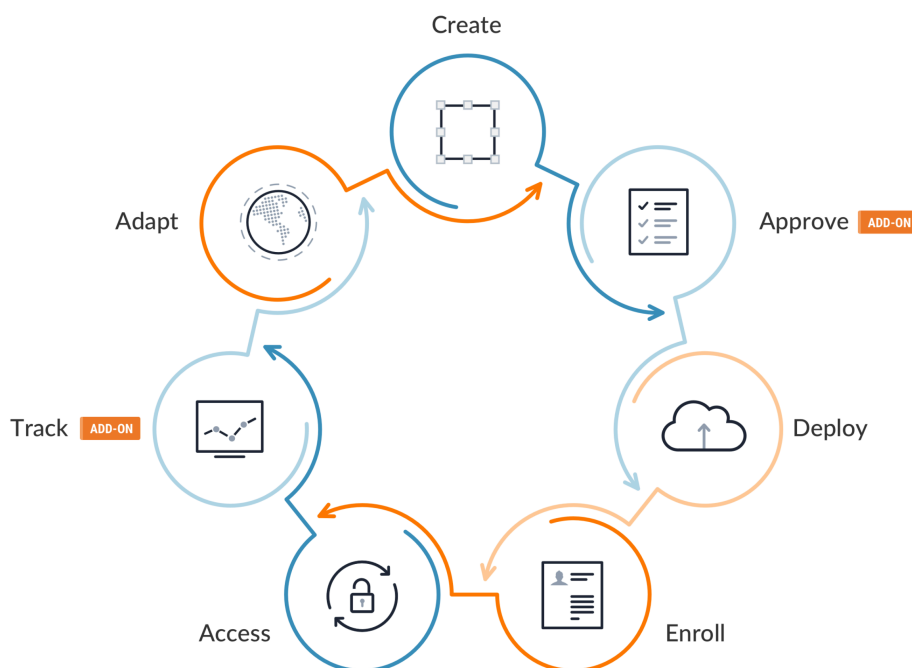 Create
Approve ADD-ON
Deploy
Enroll
Access
Track ADD-ON
Adapt